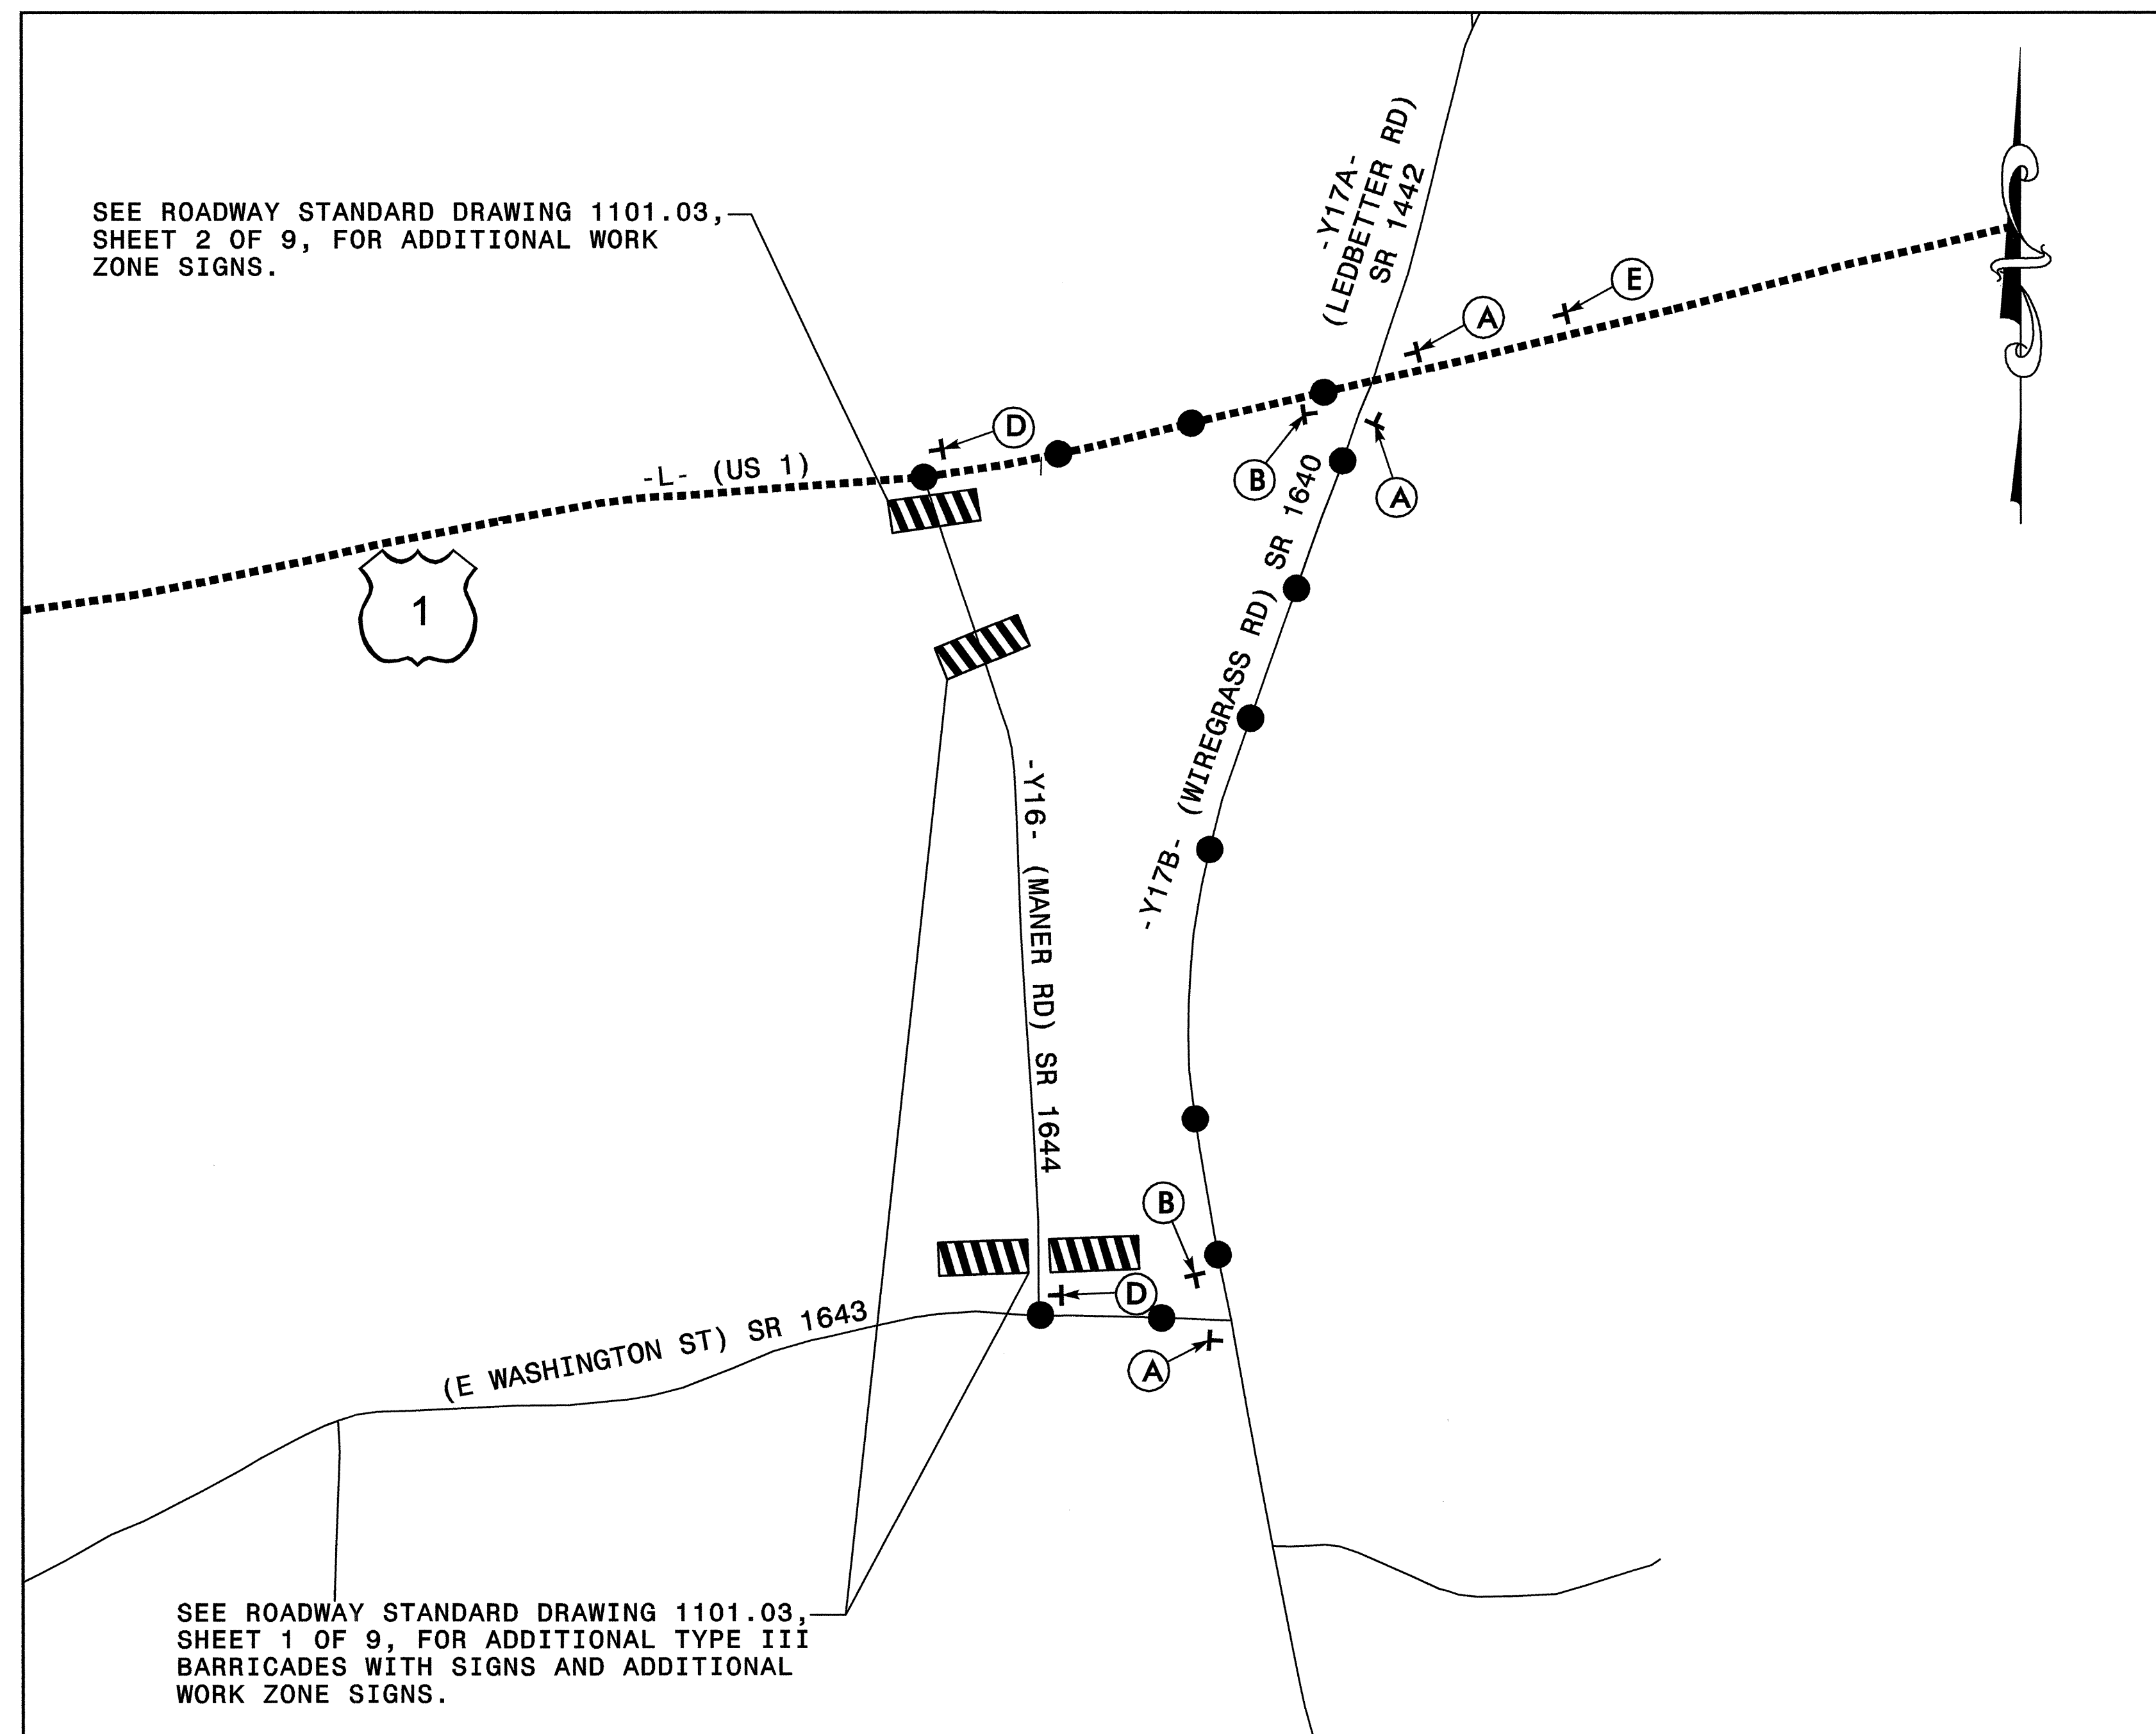 -Y17A-
(LEDBETTER RD)
SR 1442
SEE ROADWAY STANDARD DRAWING 1101.03,
SHEET 2 OF 9, FOR ADDITIONAL WORK
ZONE SIGNS.
E
A
D
-L- (US 1)
B
A
1
-Y17B- (WIREGRASS RD) SR 1640
-Y16- (MANER RD) SR 1644
B
D
(E WASHINGTON ST) SR 1643
A
SEE ROADWAY STANDARD DRAWING 1101.03,
SHEET 1 OF 9, FOR ADDITIONAL TYPE III
BARRICADES WITH SIGNS AND ADDITIONAL
WORK ZONE SIGNS.